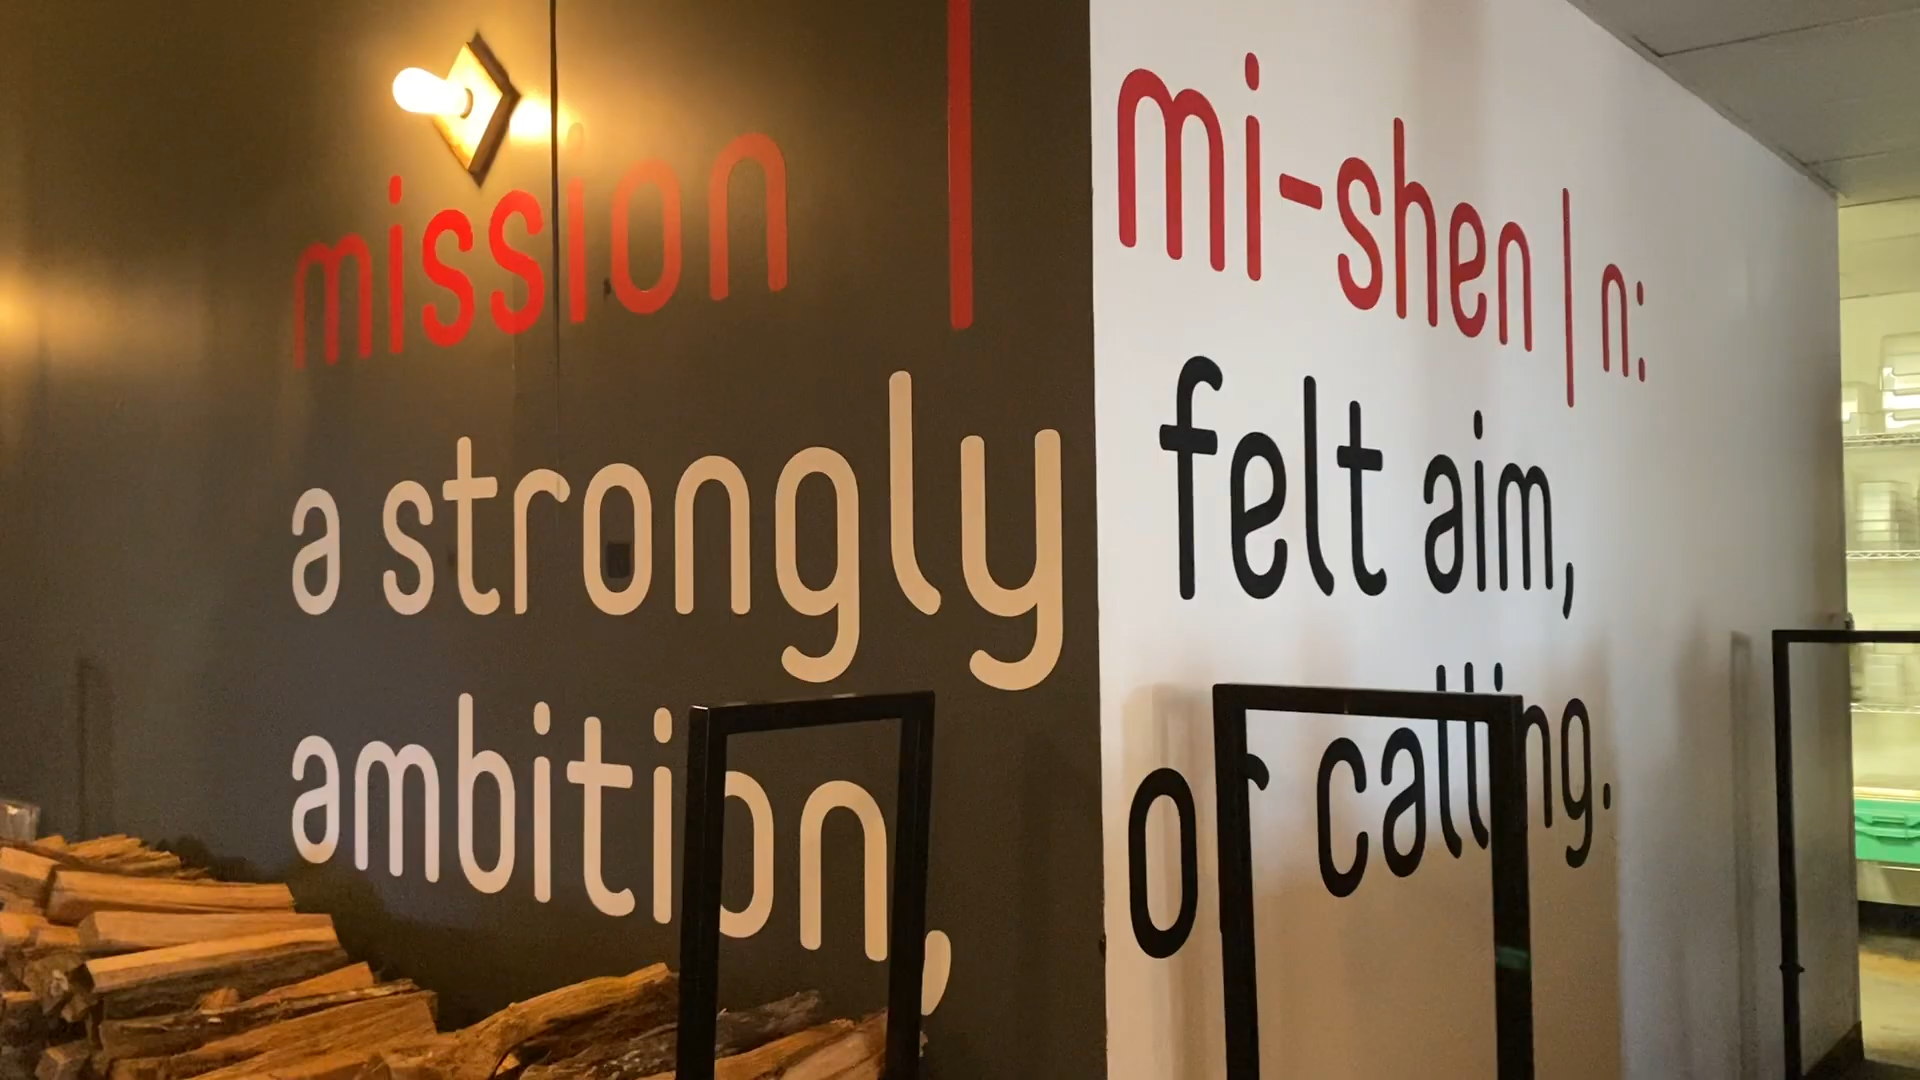 mission | mi-shen | n:
a strongly felt aim,
ambition, or calling.